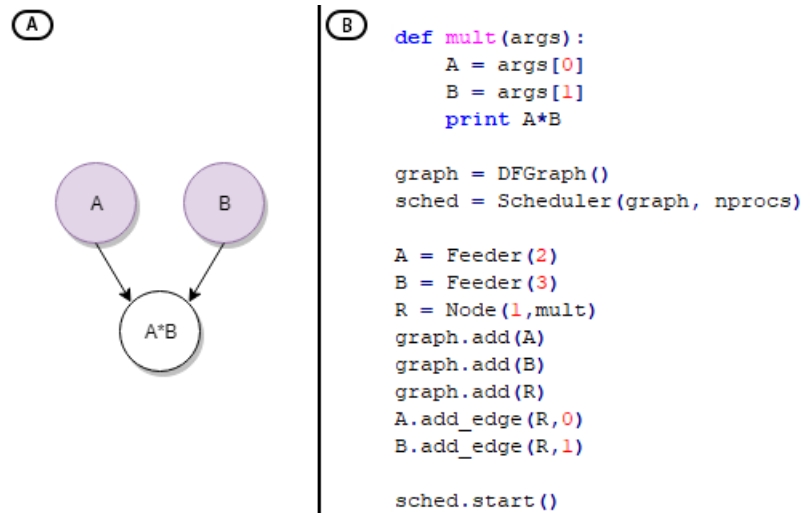 A
A
B
A*B
B
def mult(args):
    A = args[0]
    B = args[1]
    print A*B
graph = DFGraph()
sched = Scheduler(graph, nprocs)
A = Feeder(2)
B = Feeder(3)
R = Node(1,mult)
graph.add(A)
graph.add(B)
graph.add(R)
A.add_edge(R,0)
B.add_edge(R,1)
sched.start()